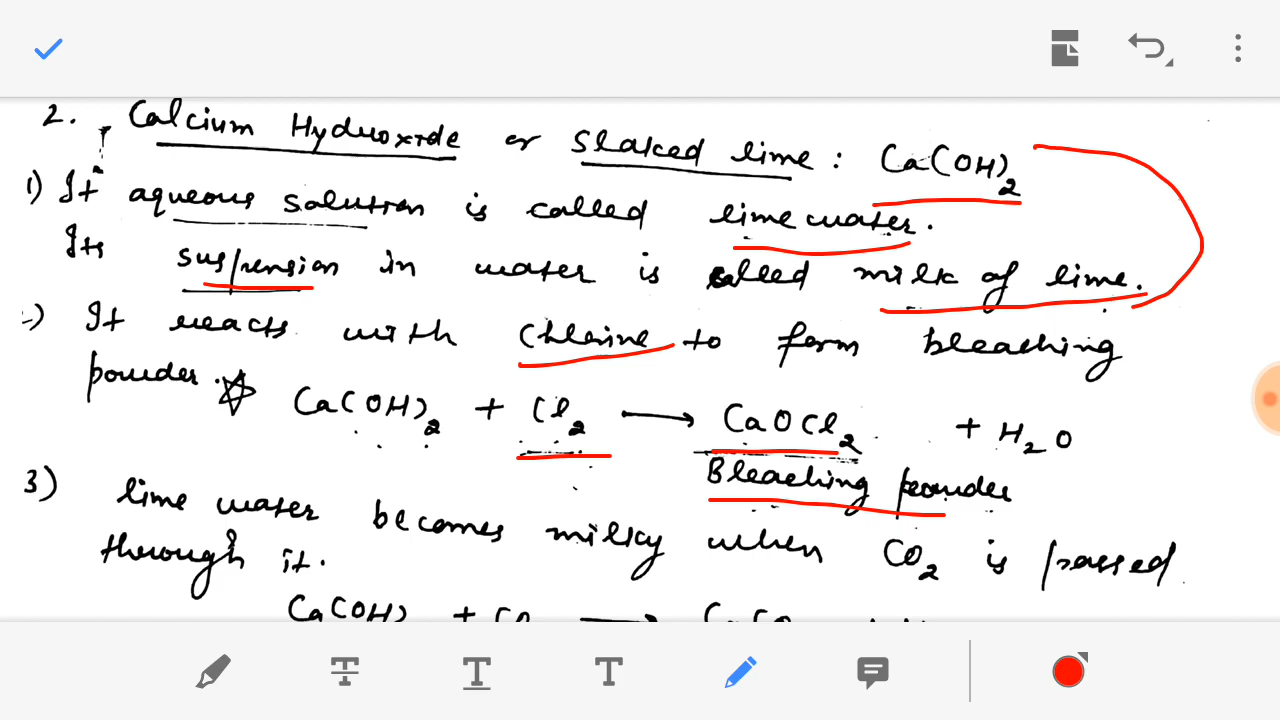 2. Calcium Hydroxide or Slaked lime : Ca(OH)2
1) It aqueous solution is called lime water.
Its suspension in water is called milk of lime.
2) It reacts with Chlorine to form bleaching
powder.
Ca(OH)2 + Cl2 → CaOCl2 + H2O
Bleaching powder
3) lime water becomes milky when CO2 is passed
through it.
Ca(OH)